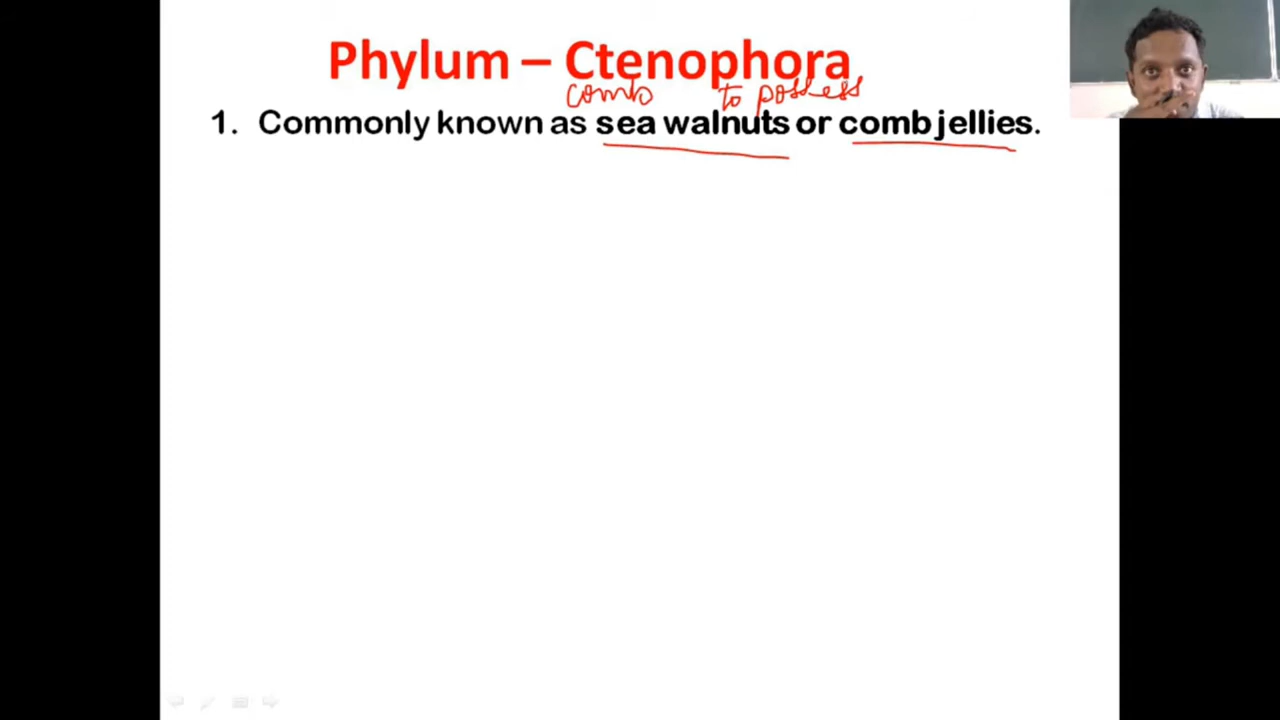 Phylum – Ctenophora
comb to possess
1. Commonly known as sea walnuts or comb jellies.